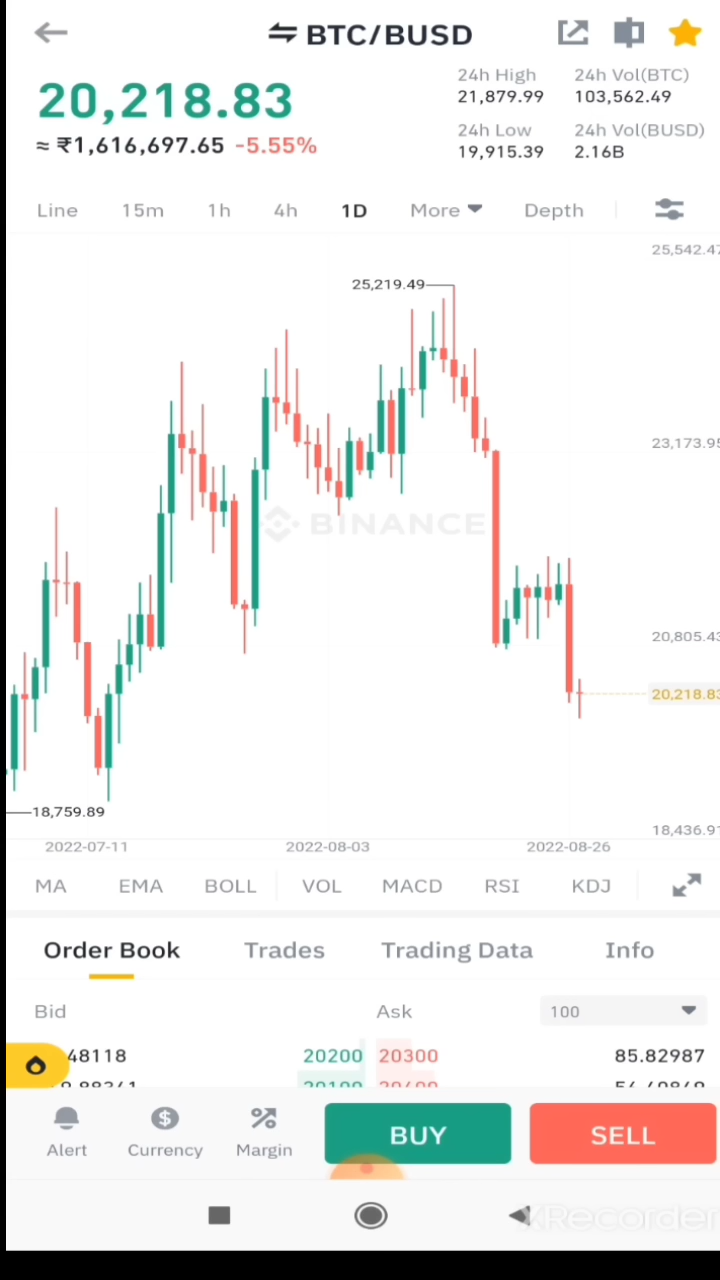 BTC/BUSD
20,218.83
≈ ₹1,616,697.65 -5.55%
24h High
21,879.99
24h Vol(BTC)
103,562.49
24h Low
19,915.39
24h Vol(BUSD)
2.16B
Line 15m 1h 4h 1D More Depth
25,542.47
25,219.49
23,173.95
BINANCE
20,805.43
20,218.83
18,759.89
18,436.91
2022-07-11 2022-08-03 2022-08-26
MA EMA BOLL VOL MACD RSI KDJ
Order Book Trades Trading Data Info
Bid Ask 100
48118 20200 20300 85.82987
Alert Currency Margin BUY SELL
XRecorder